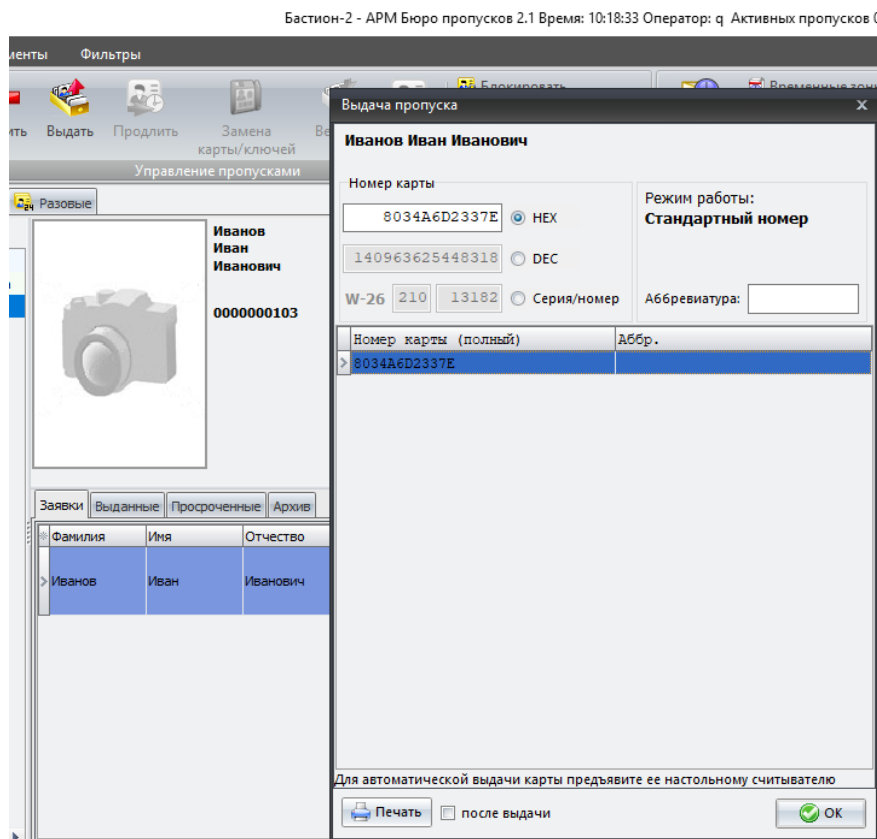 Бастион-2 - АРМ Бюро пропусков 2.1 Время: 10:18:33 Оператор: q Активных пропусков
менты Фильтры
ить Выдать Продлить Замена карты/ключей Ве
Управление пропусками
Блокировать
Временные зоны
Разовые
Иванов
Иван
Иванович
0000000103
Заявки Выданные Просроченные Архив
Фамилия Имя Отчество
Иванов Иван Иванович
Выдача пропуска x
Иванов Иван Иванович
Номер карты
8034A6D2337E HEX
140963625448318 DEC
W-26 210 13182 Серия/номер
Режим работы:
Стандартный номер
Аббревиатура:
Номер карты (полный) Аббр.
8034A6D2337E
Для автоматической выдачи карты предъявите ее настольному считывателю
Печать после выдачи OK